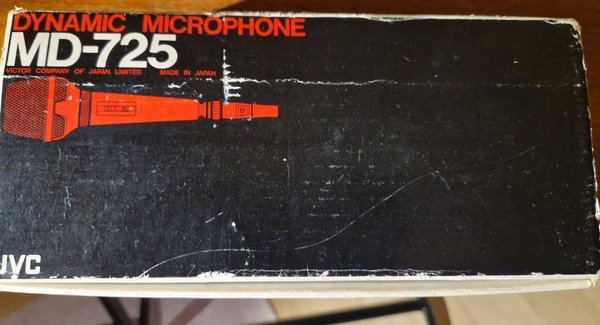 DYNAMIC MICROPHONE
MD-725
VICTOR COMPANY OF JAPAN, LIMITED MADE IN JAPAN
JVC